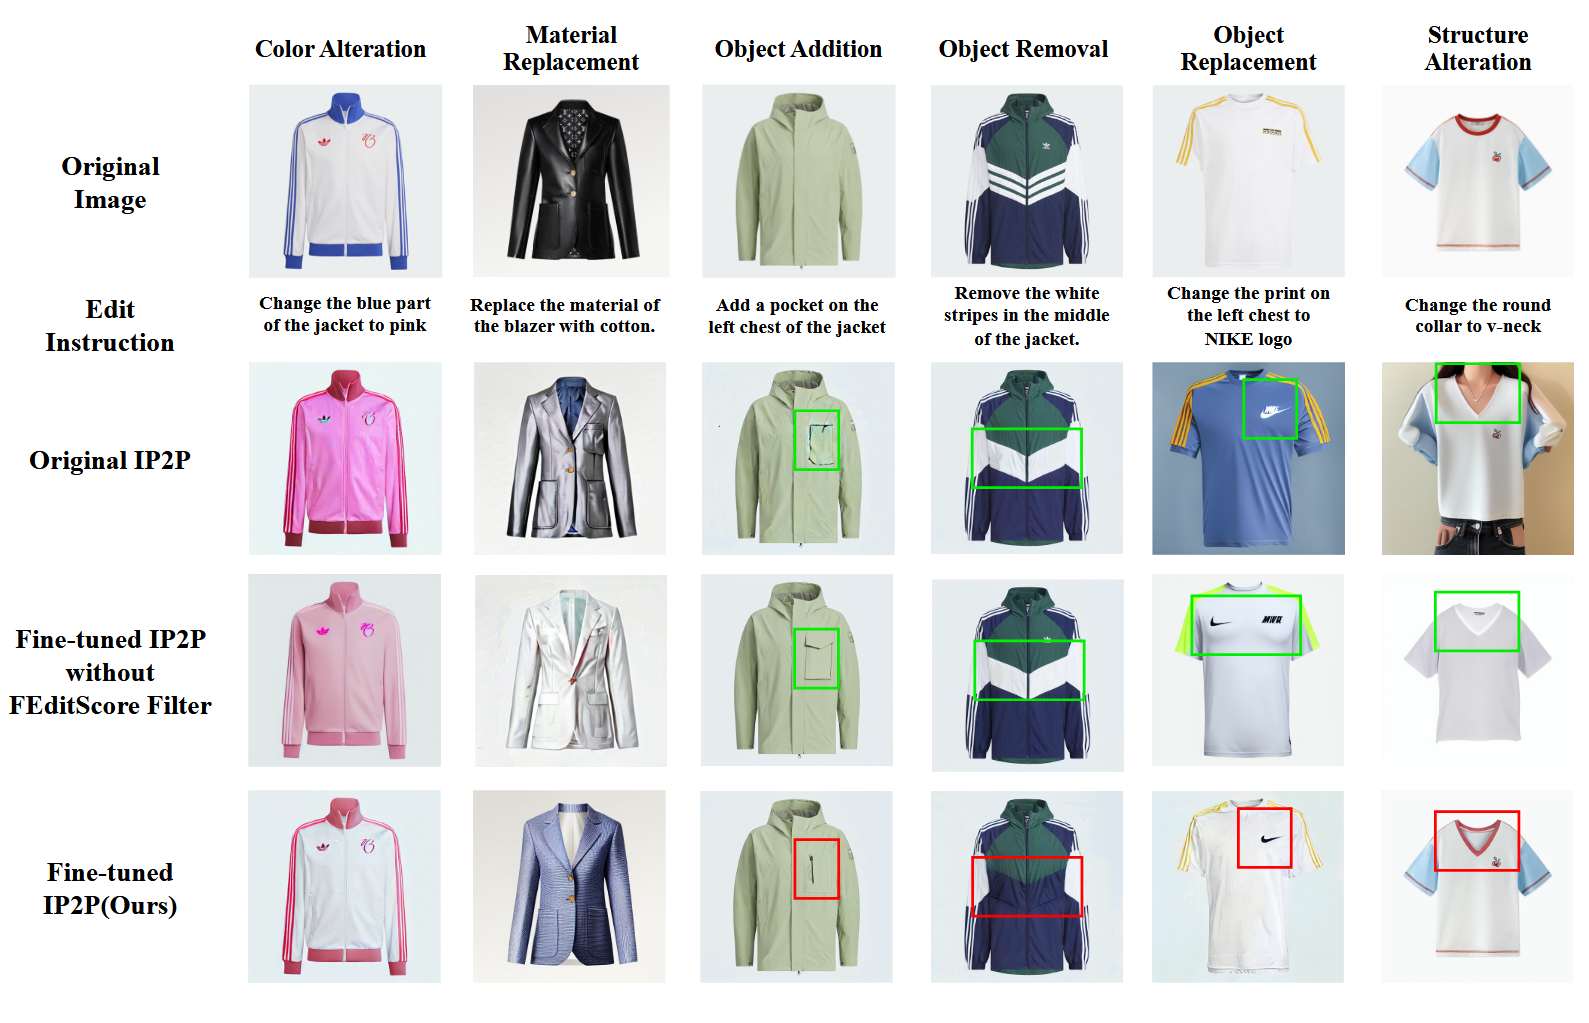 Color Alteration
Material
Replacement
Object Addition
Object Removal
Object
Replacement
Structure
Alteration
Original
Image
Edit
Instruction
Change the blue part
of the jacket to pink
Replace the material of
the blazer with cotton.
Add a pocket on the
left chest of the jacket
Remove the white
stripes in the middle
of the jacket.
Change the print on
the left chest to
NIKE logo
Change the round
collar to v-neck
Original IP2P
Fine-tuned IP2P
without
FEditScore Filter
Fine-tuned
IP2P(Ours)